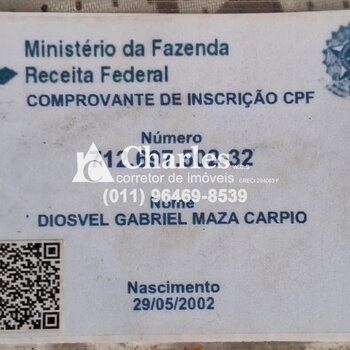 Ministério da Fazenda
Receita Federal
COMPROVANTE DE INSCRIÇÃO CPF
Número
Charles
corretor de imóveis
(011) 96469-8539
Nome
DIOSVEL GABRIEL MAZA CARPIO
Nascimento
29/05/2002